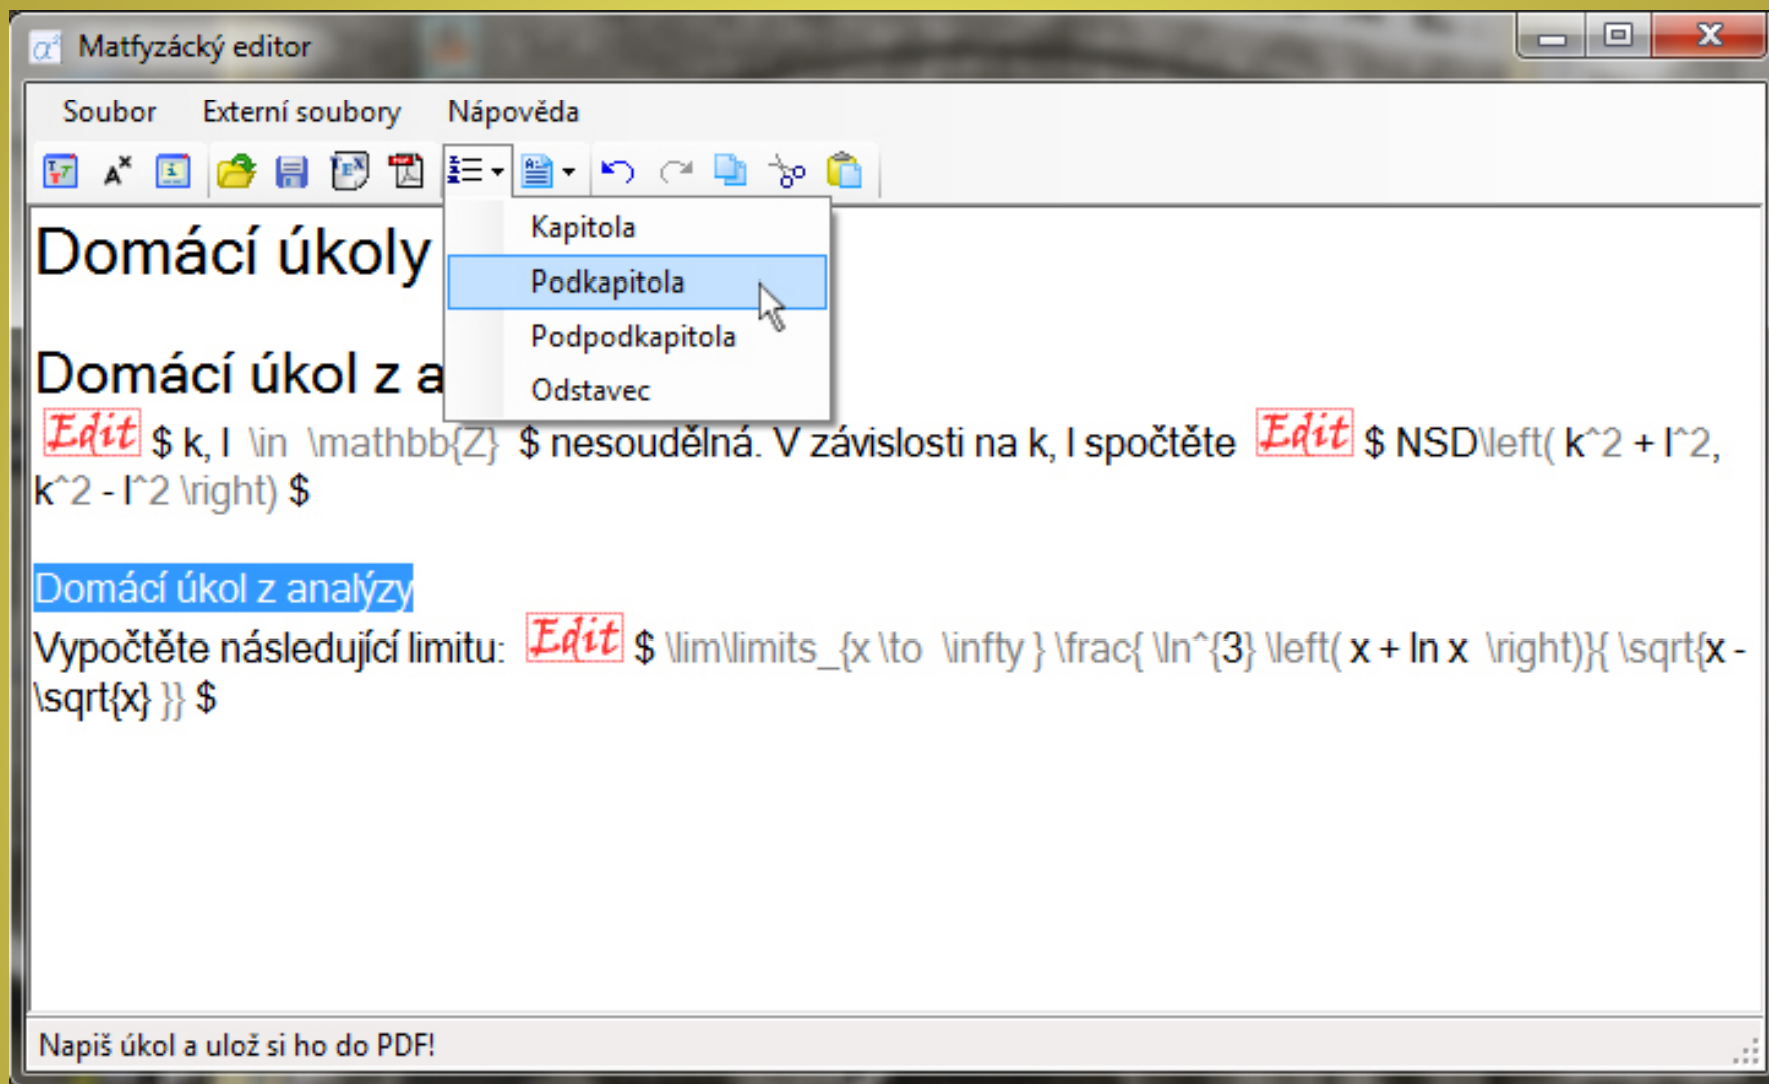 Matfyzácký editor
Soubor Externí soubory Nápověda
Kapitola
Podkapitola
Podpodkapitola
Odstavec
Domácí úkoly
Domácí úkol z a
Edit $ k, l \in \mathbb{Z} $ nesoudělná. V závislosti na k, l spočtěte Edit $ NSD\left( k^2 + l^2,
k^2 - l^2 \right) $
Domácí úkol z analýzy
Vypočtěte následující limitu: Edit $ \lim\limits_{x \to \infty } \frac{ \ln^{3} \left( x + ln x \right)}{ \sqrt{x -
\sqrt{x} }} $
Napiš úkol a ulož si ho do PDF!